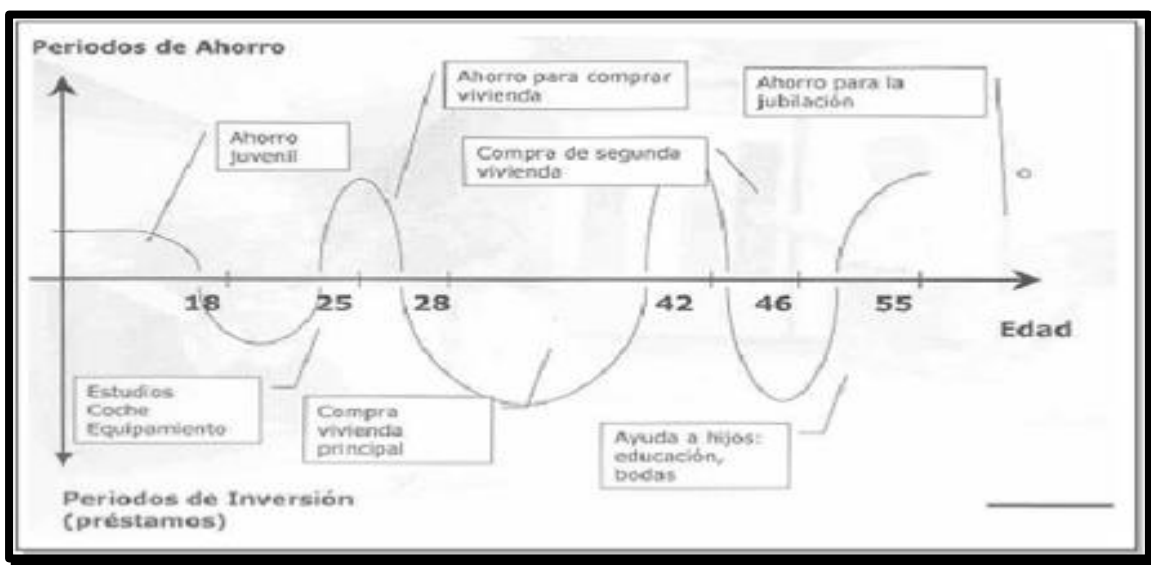 Periodos de Ahorro
Ahorro para comprar
vivienda
Ahorro para la
jubilación
Ahorro
juvenil
Compra de segunda
vivienda
18
25
28
42
46
55
Edad
Estudios
Coche
Equipamiento
Compra
vivienda
principal
Ayuda a hijos:
educación,
bodas
Periodos de Inversión
(préstamos)